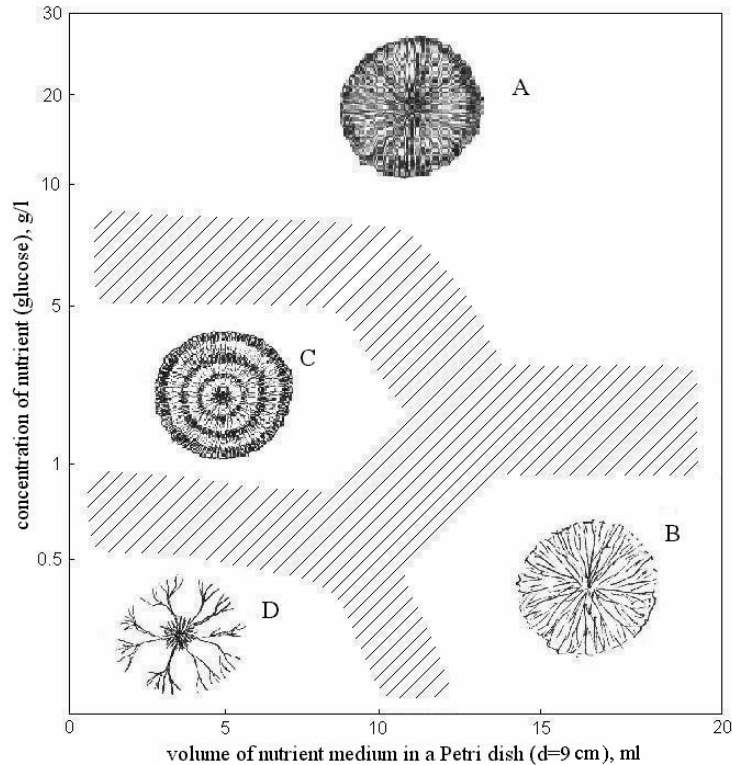 30
20
10
5
1
0.5
concentration of nutrient (glucose), g/l
A
C
B
D
0
5
10
15
20
volume of nutrient medium in a Petri dish (d=9 cm), ml